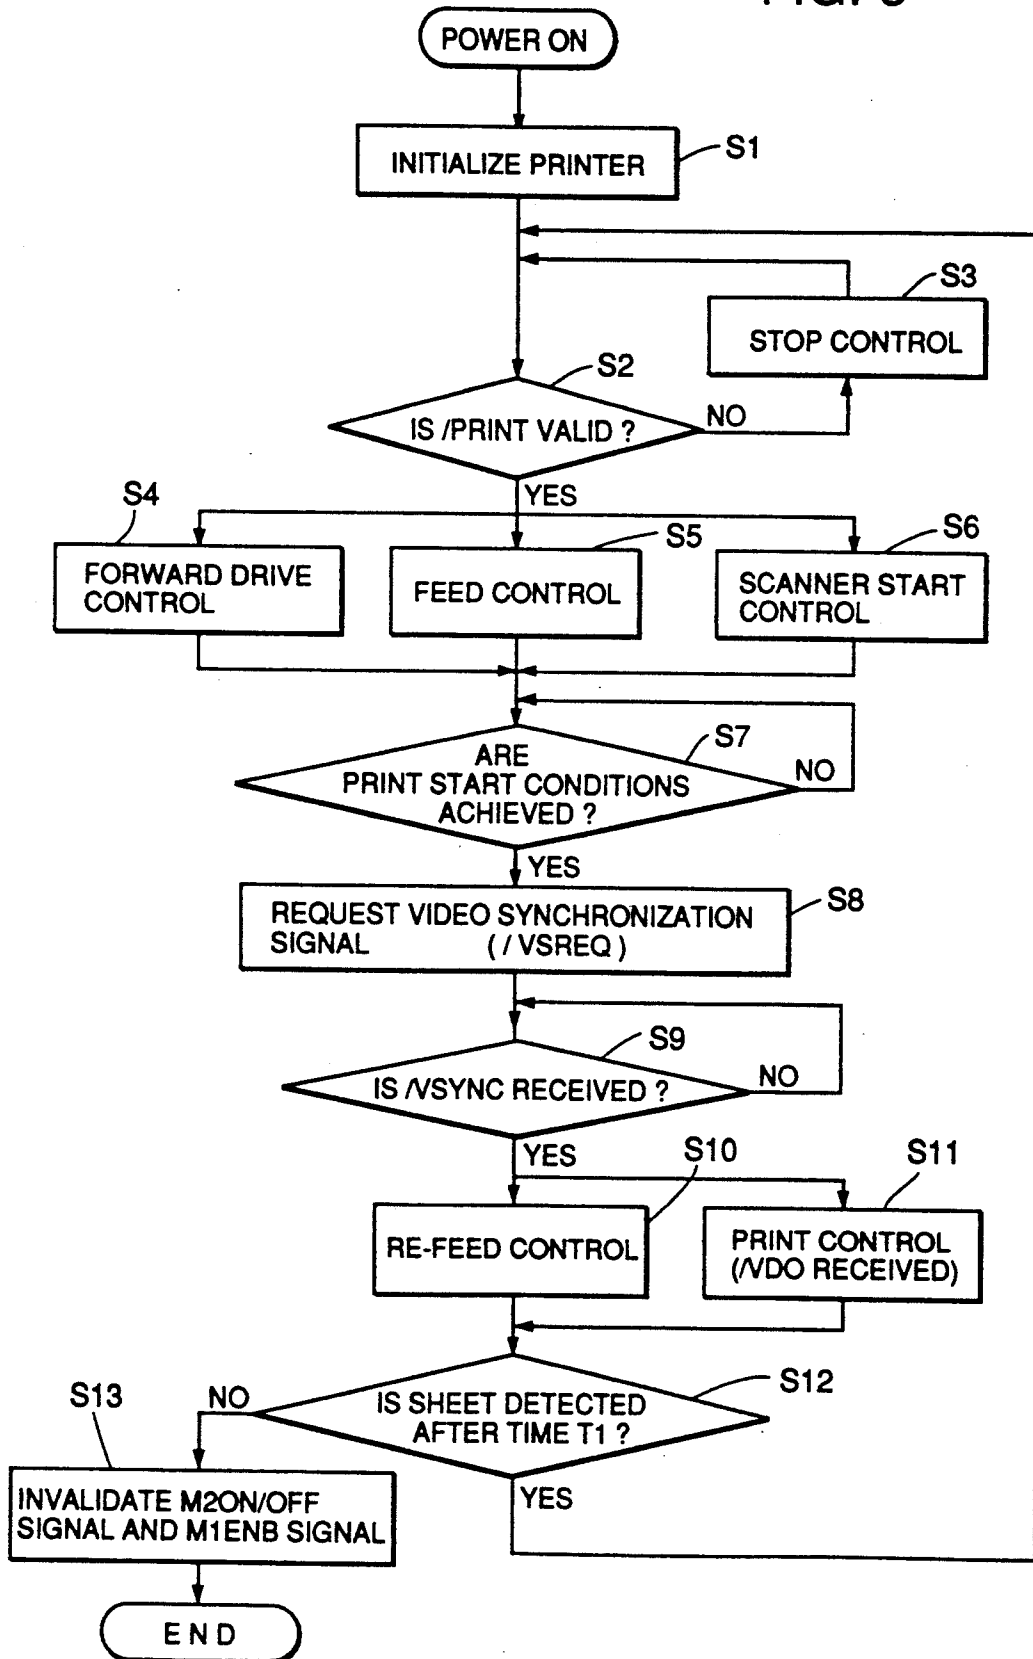 POWER ON
INITIALIZE PRINTER
S1
S3
STOP CONTROL
S2
IS /PRINT VALID ?
NO
YES
S4
S5
S6
FORWARD DRIVE
CONTROL
FEED CONTROL
SCANNER START
CONTROL
S7
ARE
PRINT START CONDITIONS
ACHIEVED ?
NO
YES
S8
REQUEST VIDEO SYNCHRONIZATION
SIGNAL ( / VSREQ )
S9
IS /VSYNC RECEIVED ?
NO
YES
S10
S11
RE-FEED CONTROL
PRINT CONTROL
(/VDO RECEIVED)
S12
IS SHEET DETECTED
AFTER TIME T1 ?
NO
YES
S13
INVALIDATE M2ON/OFF
SIGNAL AND M1ENB SIGNAL
E N D